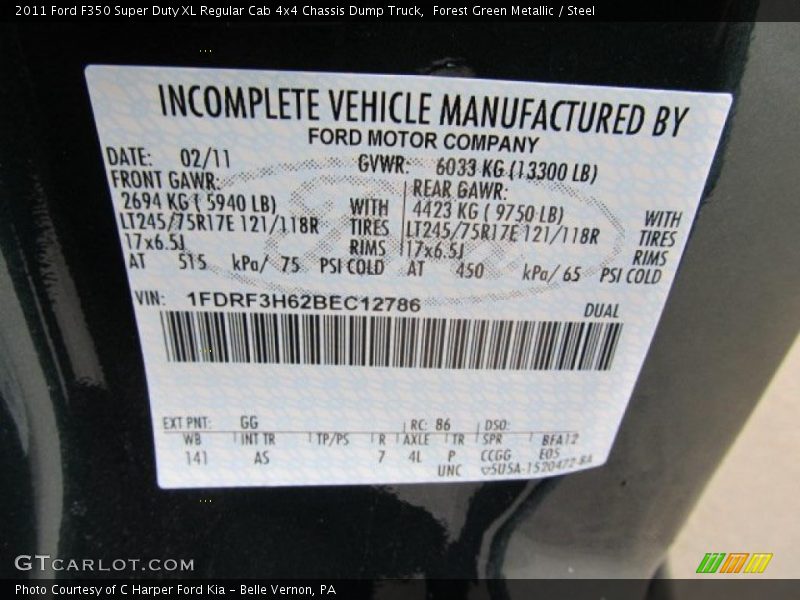 2011 Ford F350 Super Duty XL Regular Cab 4x4 Chassis Dump Truck,  Forest Green Metallic / Steel
INCOMPLETE VEHICLE MANUFACTURED BY
FORD MOTOR COMPANY
DATE: 02/11 GVWR: 6033 KG (13300 LB)
FRONT GAWR: REAR GAWR:
2694 KG ( 5940 LB) WITH 4423 KG ( 9750 LB) WITH
LT245/75R17E 121/118R TIRES LT245/75R17E 121/118R TIRES
17x6.5J RIMS 17x6.5J RIMS
AT 515 kPa/ 75 PSI COLD AT 450 kPa/ 65 PSI COLD
VIN: 1FDRF3H62BEC12786 DUAL
EXT PNT: GG RC: 86 DSO:
WB INT TR TP/PS R AXLE TR SPR BFA12
141 AS 7 4L P CCGG E05
UNC 5U5A-1520472-BA
GTCARLOT.COM
Photo Courtesy of C Harper Ford Kia – Belle Vernon, PA